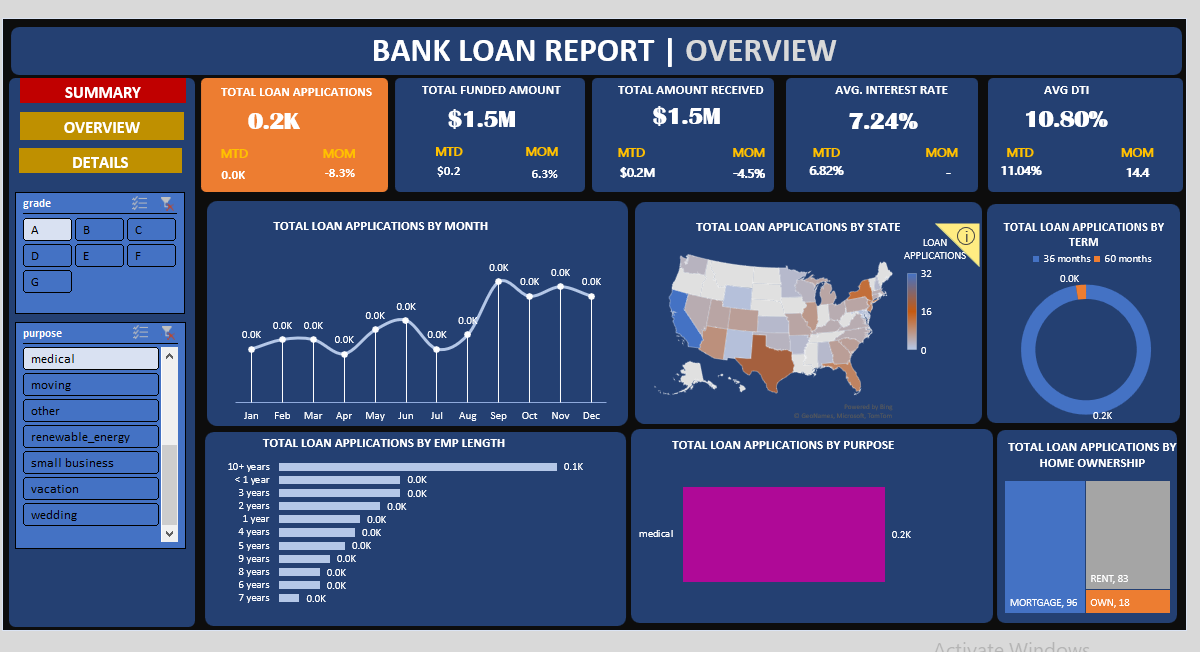 BANK LOAN REPORT | OVERVIEW
SUMMARY
OVERVIEW
DETAILS
grade
A B C
D E F
G
purpose
medical
moving
other
renewable_energy
small business
vacation
wedding
TOTAL LOAN APPLICATIONS
0.2K
MTD MOM
0.0K -8.3%
TOTAL FUNDED AMOUNT
$1.5M
MTD MOM
$0.2 6.3%
TOTAL AMOUNT RECEIVED
$1.5M
MTD MOM
$0.2M -4.5%
AVG. INTEREST RATE
7.24%
MTD MOM
6.82% -
AVG DTI
10.80%
MTD MOM
11.04% 14.4
TOTAL LOAN APPLICATIONS BY MONTH
0.0K 0.0K 0.0K 0.0K 0.0K 0.0K 0.0K 0.0K 0.0K 0.0K 0.0K 0.0K
Jan Feb Mar Apr May Jun Jul Aug Sep Oct Nov Dec
TOTAL LOAN APPLICATIONS BY STATE
LOAN
APPLICATIONS
32
16
0
Powered by Bing
© GeoNames, Microsoft, TomTom
TOTAL LOAN APPLICATIONS BY
TERM
36 months 60 months
0.0K
0.2K
TOTAL LOAN APPLICATIONS BY EMP LENGTH
10+ years 0.1K
< 1 year 0.0K
3 years 0.0K
2 years 0.0K
1 year 0.0K
4 years 0.0K
5 years 0.0K
9 years 0.0K
8 years 0.0K
6 years 0.0K
7 years 0.0K
TOTAL LOAN APPLICATIONS BY PURPOSE
medical 0.2K
TOTAL LOAN APPLICATIONS BY
HOME OWNERSHIP
RENT, 83
MORTGAGE, 96 OWN, 18
Activate Windows